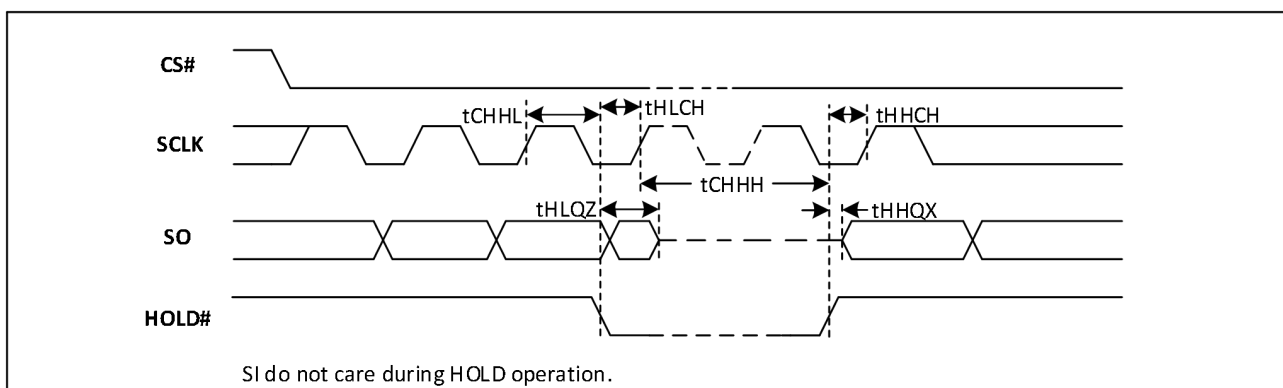 CS#
tCHHL
tHLCH
tHHCH
SCLK
tCHHH
tHLQZ
tHHQX
SO
HOLD#
SI do not care during HOLD operation.